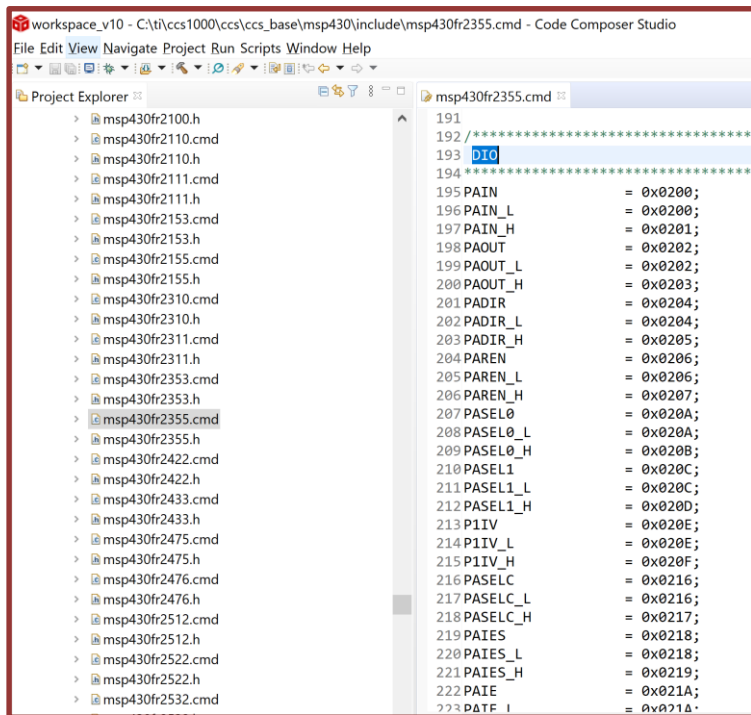 workspace_v10 - C:\ti\ccs1000\ccs\ccs_base\msp430\include\msp430fr2355.cmd - Code Composer Studio
File Edit View Navigate Project Run Scripts Window Help
Project Explorer
msp430fr2100.h
msp430fr2110.cmd
msp430fr2110.h
msp430fr2111.cmd
msp430fr2111.h
msp430fr2153.cmd
msp430fr2153.h
msp430fr2155.cmd
msp430fr2155.h
msp430fr2310.cmd
msp430fr2310.h
msp430fr2311.cmd
msp430fr2311.h
msp430fr2353.cmd
msp430fr2353.h
msp430fr2355.cmd
msp430fr2355.h
msp430fr2422.cmd
msp430fr2422.h
msp430fr2433.cmd
msp430fr2433.h
msp430fr2475.cmd
msp430fr2475.h
msp430fr2476.cmd
msp430fr2476.h
msp430fr2512.cmd
msp430fr2512.h
msp430fr2522.cmd
msp430fr2522.h
msp430fr2532.cmd
msp430fr2355.cmd
191
192 /*********************************
193 DIO
194 *********************************
195 PAIN = 0x0200;
196 PAIN_L = 0x0200;
197 PAIN_H = 0x0201;
198 PAOUT = 0x0202;
199 PAOUT_L = 0x0202;
200 PAOUT_H = 0x0203;
201 PADIR = 0x0204;
202 PADIR_L = 0x0204;
203 PADIR_H = 0x0205;
204 PAREN = 0x0206;
205 PAREN_L = 0x0206;
206 PAREN_H = 0x0207;
207 PASEL0 = 0x020A;
208 PASEL0_L = 0x020A;
209 PASEL0_H = 0x020B;
210 PASEL1 = 0x020C;
211 PASEL1_L = 0x020C;
212 PASEL1_H = 0x020D;
213 P1IV = 0x020E;
214 P1IV_L = 0x020E;
215 P1IV_H = 0x020F;
216 PASELC = 0x0216;
217 PASELC_L = 0x0216;
218 PASELC_H = 0x0217;
219 PAIES = 0x0218;
220 PAIES_L = 0x0218;
221 PAIES_H = 0x0219;
222 PAIE = 0x021A;
223 PAIE_L = 0x021A;